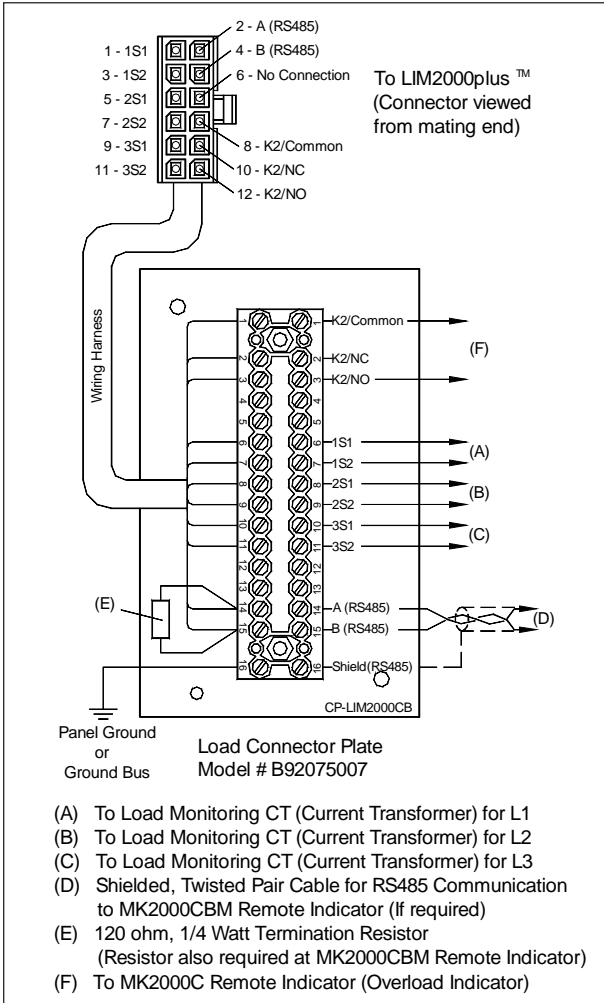 2 - A (RS485)
1 - 1S1
4 - B (RS485)
3 - 1S2
6 - No Connection
5 - 2S1
7 - 2S2
8 - K2/Common
9 - 3S1
10 - K2/NC
11 - 3S2
12 - K2/NO
To LIM2000plus ™
(Connector viewed
from mating end)
Wiring Harness
1 1 K2/Common
(F)
2 2 K2/NC
3 3 K2/NO
4 4
5 5
6 6 1S1
(A)
7 7 1S2
8 8 2S1
(B)
9 9 2S2
10 10 3S1
(C)
11 11 3S2
12 12
13 13
(E)
14 14 A (RS485)
(D)
15 15 B (RS485)
16 16 Shield(RS485)
CP-LIM2000CB
Panel Ground
or
Ground Bus
Load Connector Plate
Model # B92075007
(A) To Load Monitoring CT (Current Transformer) for L1
(B) To Load Monitoring CT (Current Transformer) for L2
(C) To Load Monitoring CT (Current Transformer) for L3
(D) Shielded, Twisted Pair Cable for RS485 Communication
to MK2000CBM Remote Indicator (If required)
(E) 120 ohm, 1/4 Watt Termination Resistor
(Resistor also required at MK2000CBM Remote Indicator)
(F) To MK2000C Remote Indicator (Overload Indicator)